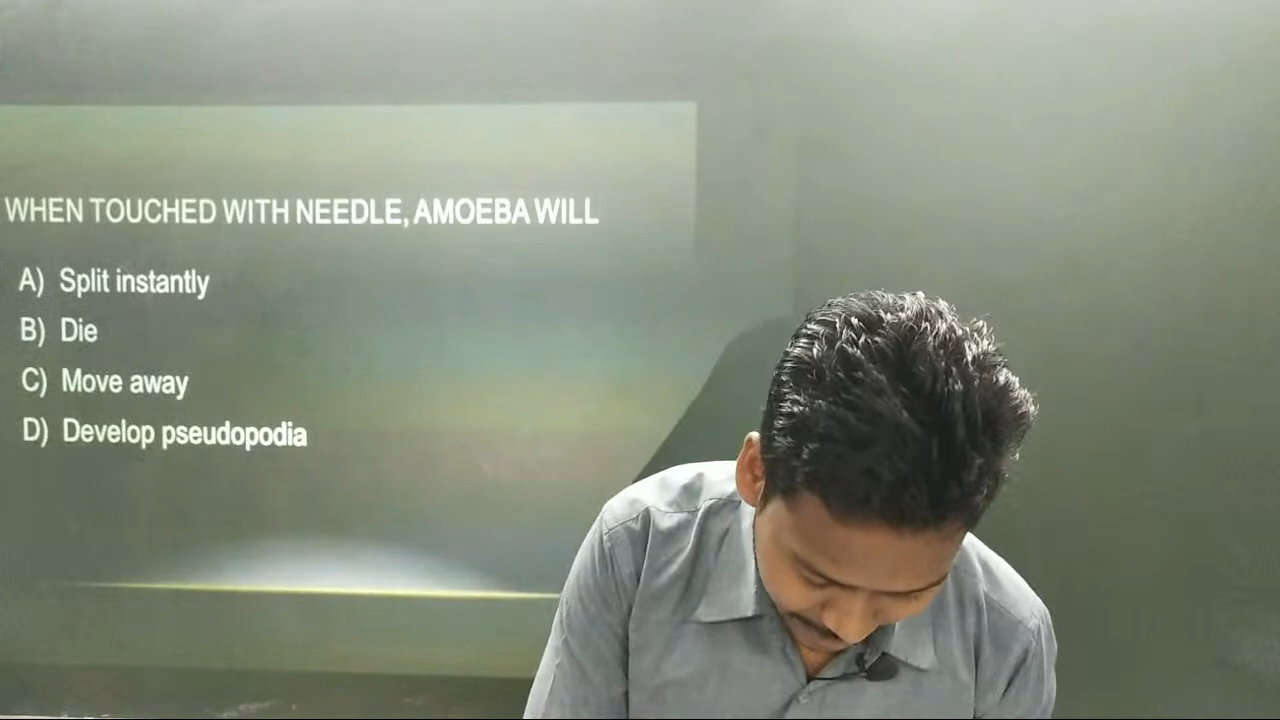 WHEN TOUCHED WITH NEEDLE, AMOEBA WILL
A) Split instantly
B) Die
C) Move away
D) Develop pseudopodia